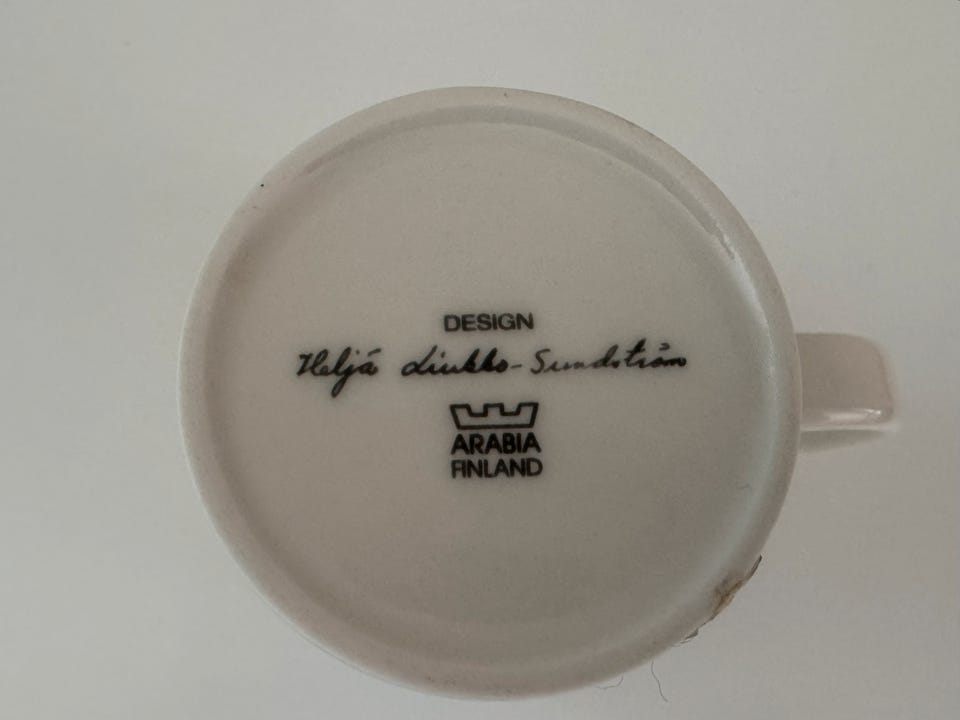 DESIGN
Heljä Liukko-Sundström
ARABIA
FINLAND